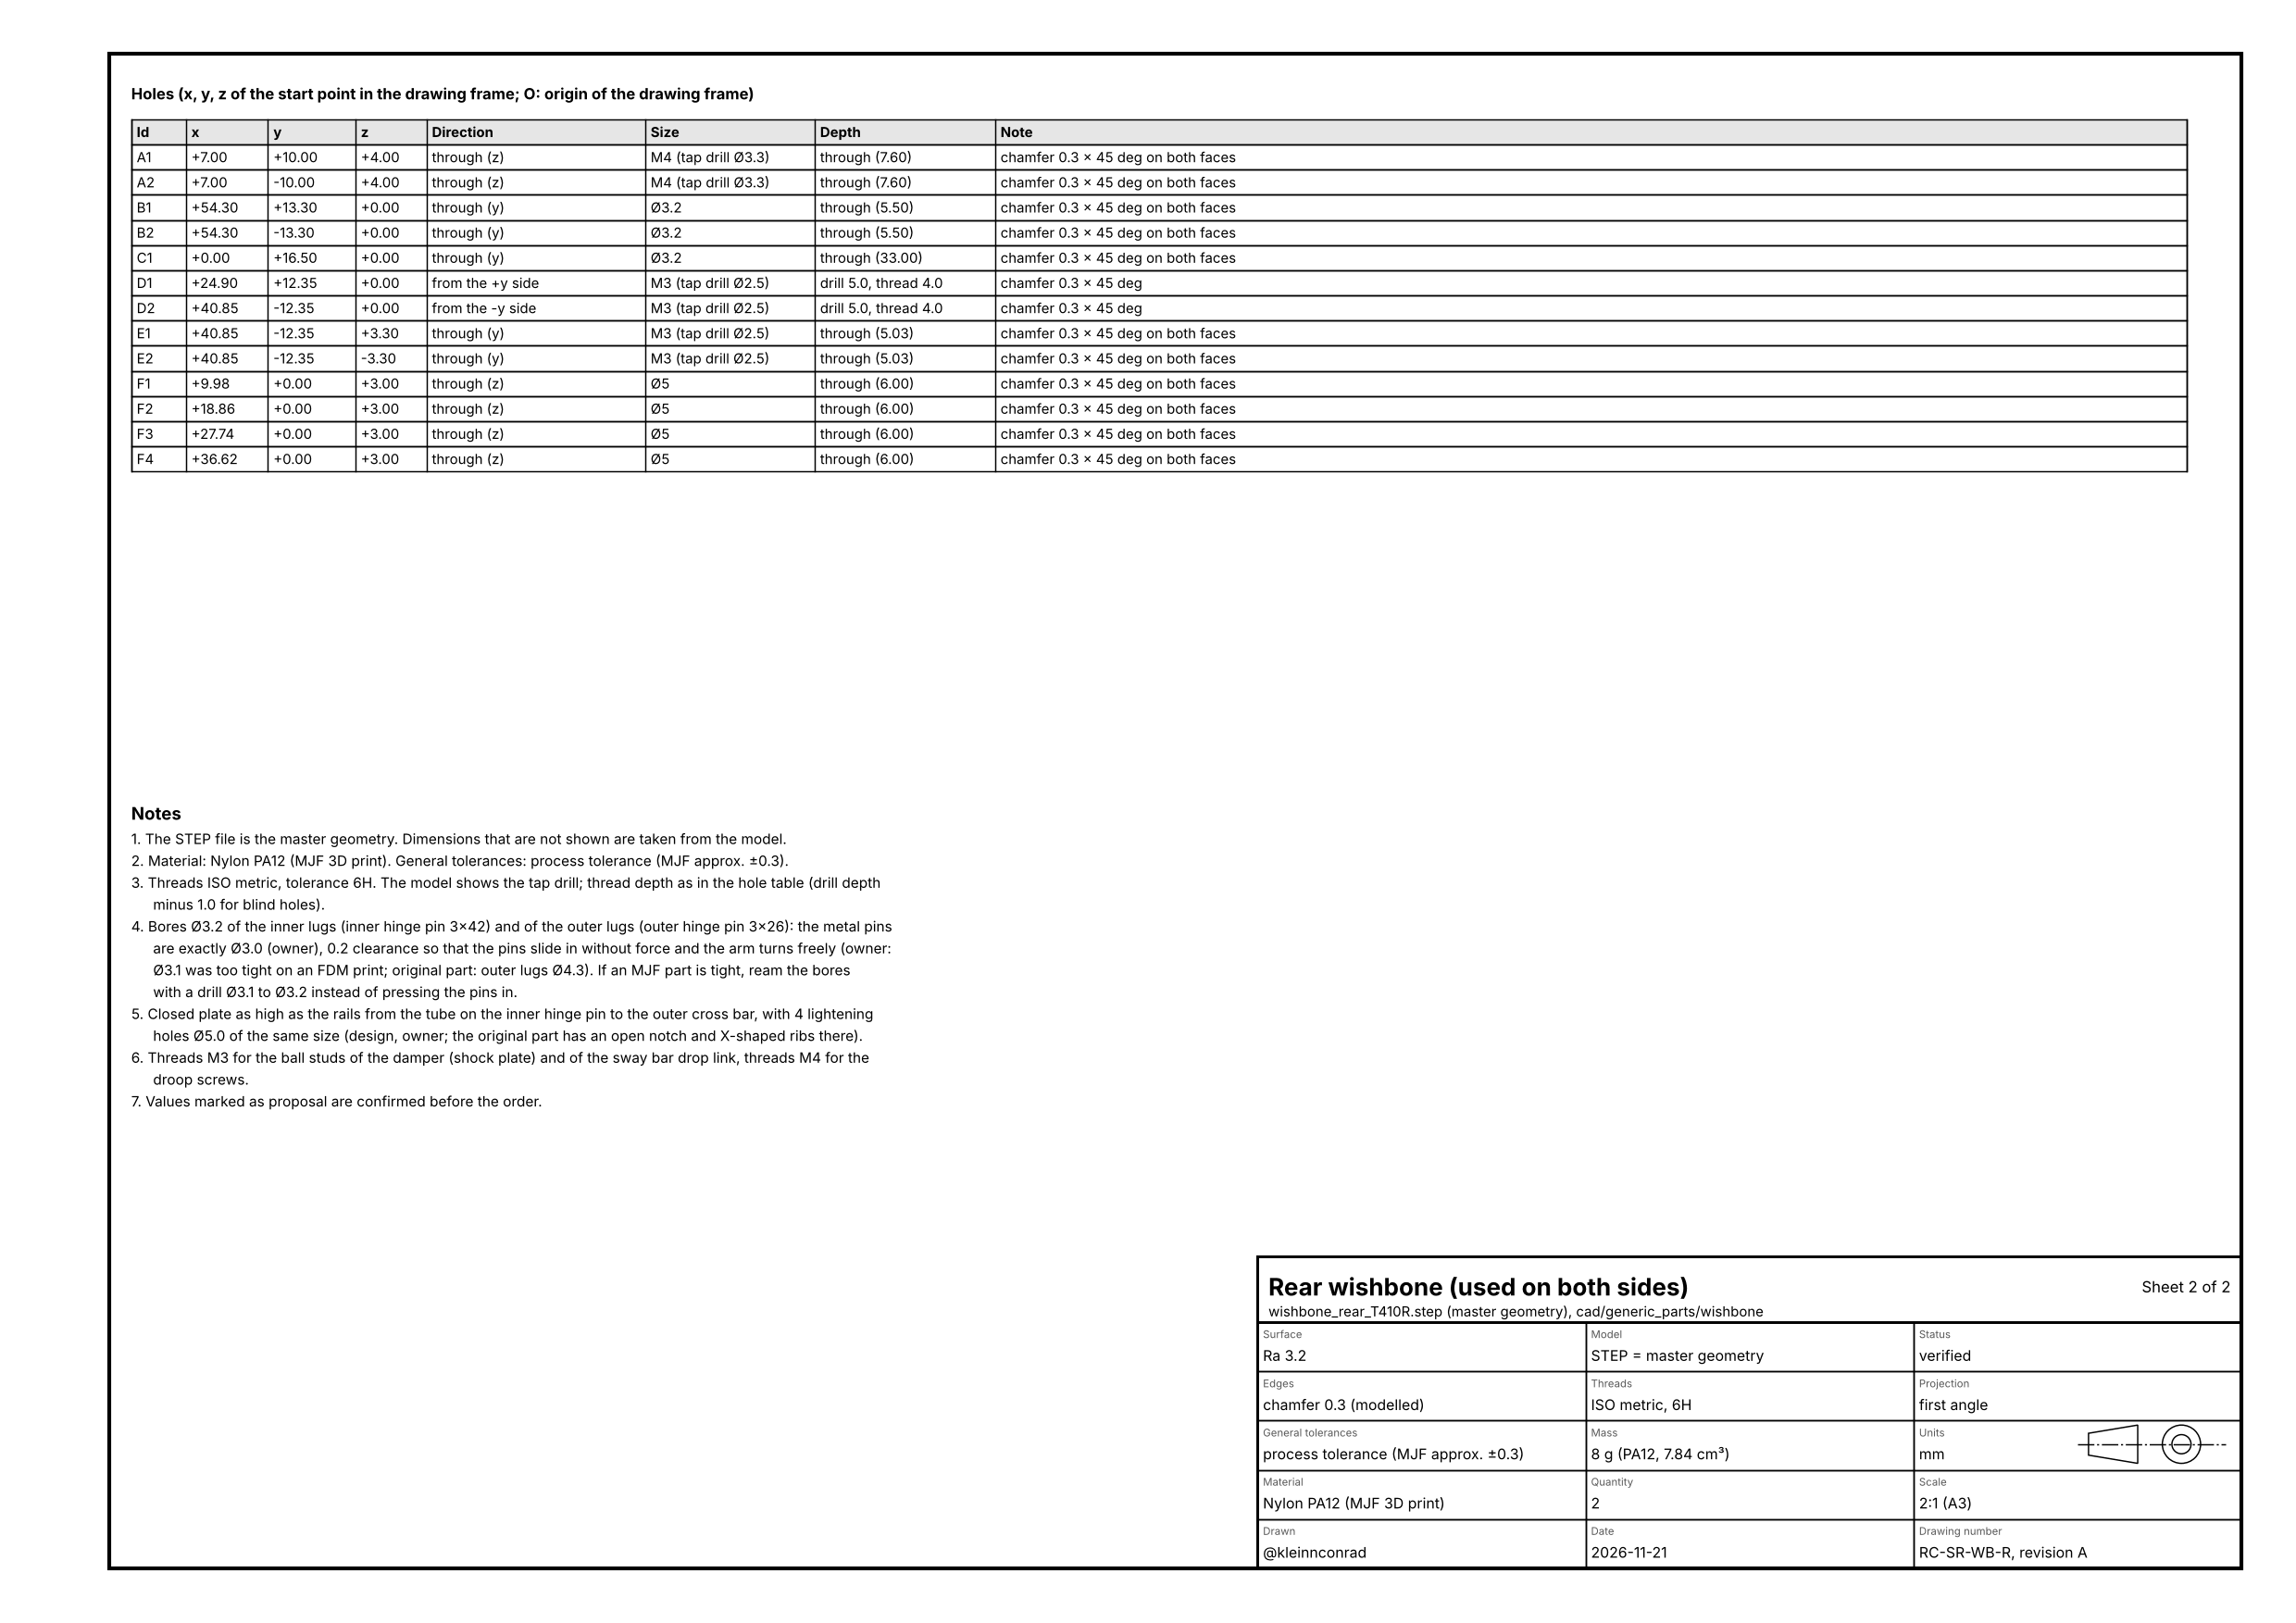 Holes (x, y, z of the start point in the drawing frame; O: origin of the drawing frame)
Id x y z Direction Size Depth Note
A1 +7.00 +10.00 +4.00 through (z) M4 (tap drill Ø3.3) through (7.60) chamfer 0.3 × 45 deg on both faces
A2 +7.00 -10.00 +4.00 through (z) M4 (tap drill Ø3.3) through (7.60) chamfer 0.3 × 45 deg on both faces
B1 +54.30 +13.30 +0.00 through (y) Ø3.2 through (5.50) chamfer 0.3 × 45 deg on both faces
B2 +54.30 -13.30 +0.00 through (y) Ø3.2 through (5.50) chamfer 0.3 × 45 deg on both faces
C1 +0.00 +16.50 +0.00 through (y) Ø3.2 through (33.00) chamfer 0.3 × 45 deg on both faces
D1 +24.90 +12.35 +0.00 from the +y side M3 (tap drill Ø2.5) drill 5.0, thread 4.0 chamfer 0.3 × 45 deg
D2 +40.85 -12.35 +0.00 from the -y side M3 (tap drill Ø2.5) drill 5.0, thread 4.0 chamfer 0.3 × 45 deg
E1 +40.85 -12.35 +3.30 through (y) M3 (tap drill Ø2.5) through (5.03) chamfer 0.3 × 45 deg on both faces
E2 +40.85 -12.35 -3.30 through (y) M3 (tap drill Ø2.5) through (5.03) chamfer 0.3 × 45 deg on both faces
F1 +9.98 +0.00 +3.00 through (z) Ø5 through (6.00) chamfer 0.3 × 45 deg on both faces
F2 +18.86 +0.00 +3.00 through (z) Ø5 through (6.00) chamfer 0.3 × 45 deg on both faces
F3 +27.74 +0.00 +3.00 through (z) Ø5 through (6.00) chamfer 0.3 × 45 deg on both faces
F4 +36.62 +0.00 +3.00 through (z) Ø5 through (6.00) chamfer 0.3 × 45 deg on both faces
Notes
1. The STEP file is the master geometry. Dimensions that are not shown are taken from the model.
2. Material: Nylon PA12 (MJF 3D print). General tolerances: process tolerance (MJF approx. ±0.3).
3. Threads ISO metric, tolerance 6H. The model shows the tap drill; thread depth as in the hole table (drill depth
minus 1.0 for blind holes).
4. Bores Ø3.2 of the inner lugs (inner hinge pin 3×42) and of the outer lugs (outer hinge pin 3×26): the metal pins
are exactly Ø3.0 (owner), 0.2 clearance so that the pins slide in without force and the arm turns freely (owner:
Ø3.1 was too tight on an FDM print; original part: outer lugs Ø4.3). If an MJF part is tight, ream the bores
with a drill Ø3.1 to Ø3.2 instead of pressing the pins in.
5. Closed plate as high as the rails from the tube on the inner hinge pin to the outer cross bar, with 4 lightening
holes Ø5.0 of the same size (design, owner; the original part has an open notch and X-shaped ribs there).
6. Threads M3 for the ball studs of the damper (shock plate) and of the sway bar drop link, threads M4 for the
droop screws.
7. Values marked as proposal are confirmed before the order.
Rear wishbone (used on both sides) Sheet 2 of 2
wishbone_rear_T410R.step (master geometry), cad/generic_parts/wishbone
Surface Model Status
Ra 3.2 STEP = master geometry verified
Edges Threads Projection
chamfer 0.3 (modelled) ISO metric, 6H first angle
General tolerances Mass Units
process tolerance (MJF approx. ±0.3) 8 g (PA12, 7.84 cm³) mm
Material Quantity Scale
Nylon PA12 (MJF 3D print) 2 2:1 (A3)
Drawn Date Drawing number
@kleinnconrad 2026-11-21 RC-SR-WB-R, revision A